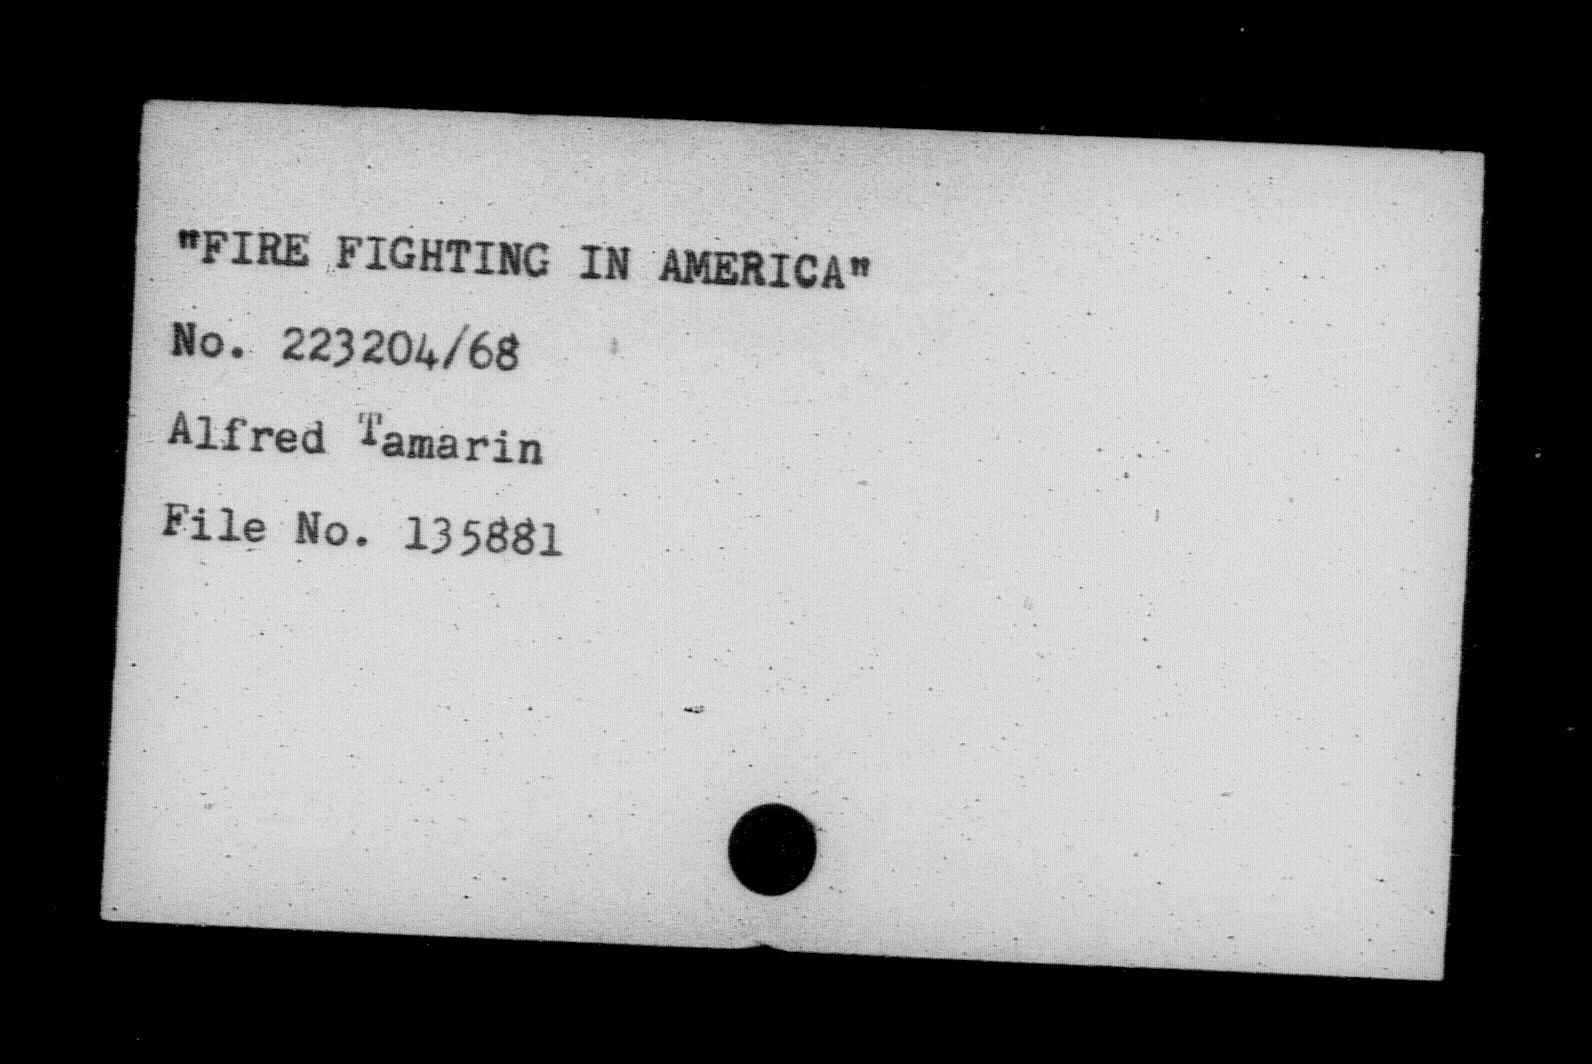 "FIRE FIGHTING IN AMERICA"
No. 223204/68
Alfred Tamarin
File No. 135881